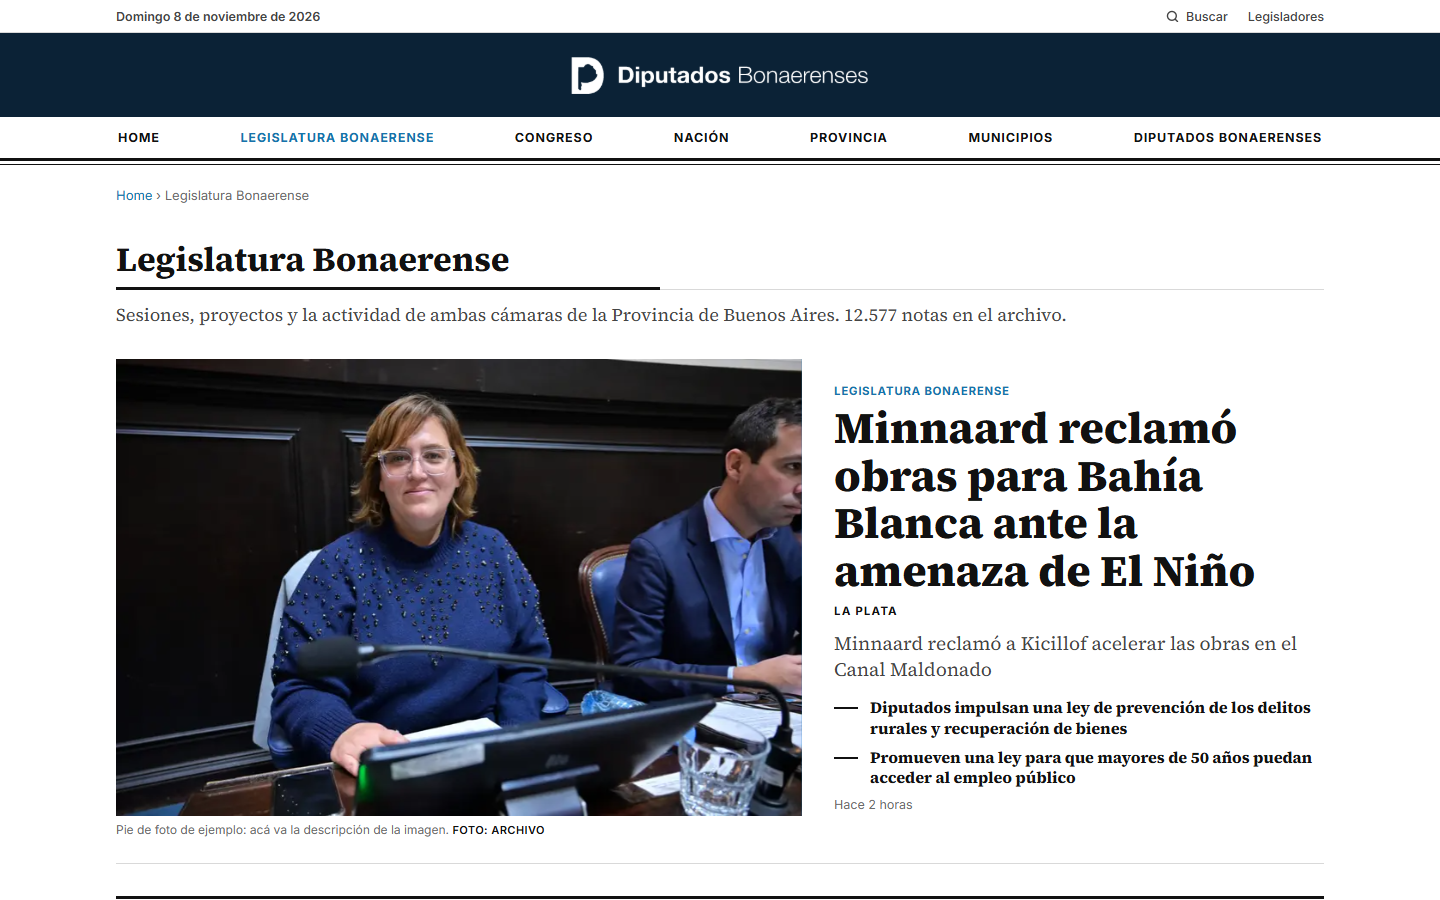 Domingo 8 de noviembre de 2026
Buscar
Legisladores
Diputados Bonaerenses
HOME
LEGISLATURA BONAERENSE
CONGRESO
NACIÓN
PROVINCIA
MUNICIPIOS
DIPUTADOS BONAERENSES
Home › Legislatura Bonaerense
Legislatura Bonaerense
Sesiones, proyectos y la actividad de ambas cámaras de la Provincia de Buenos Aires. 12.577 notas en el archivo.
LEGISLATURA BONAERENSE
Minnaard reclamó
obras para Bahía
Blanca ante la
amenaza de El Niño
LA PLATA
Minnaard reclamó a Kicillof acelerar las obras en el
Canal Maldonado
Diputados impulsan una ley de prevención de los delitos
rurales y recuperación de bienes
Promueven una ley para que mayores de 50 años puedan
acceder al empleo público
Hace 2 horas
Pie de foto de ejemplo: acá va la descripción de la imagen. FOTO: ARCHIVO